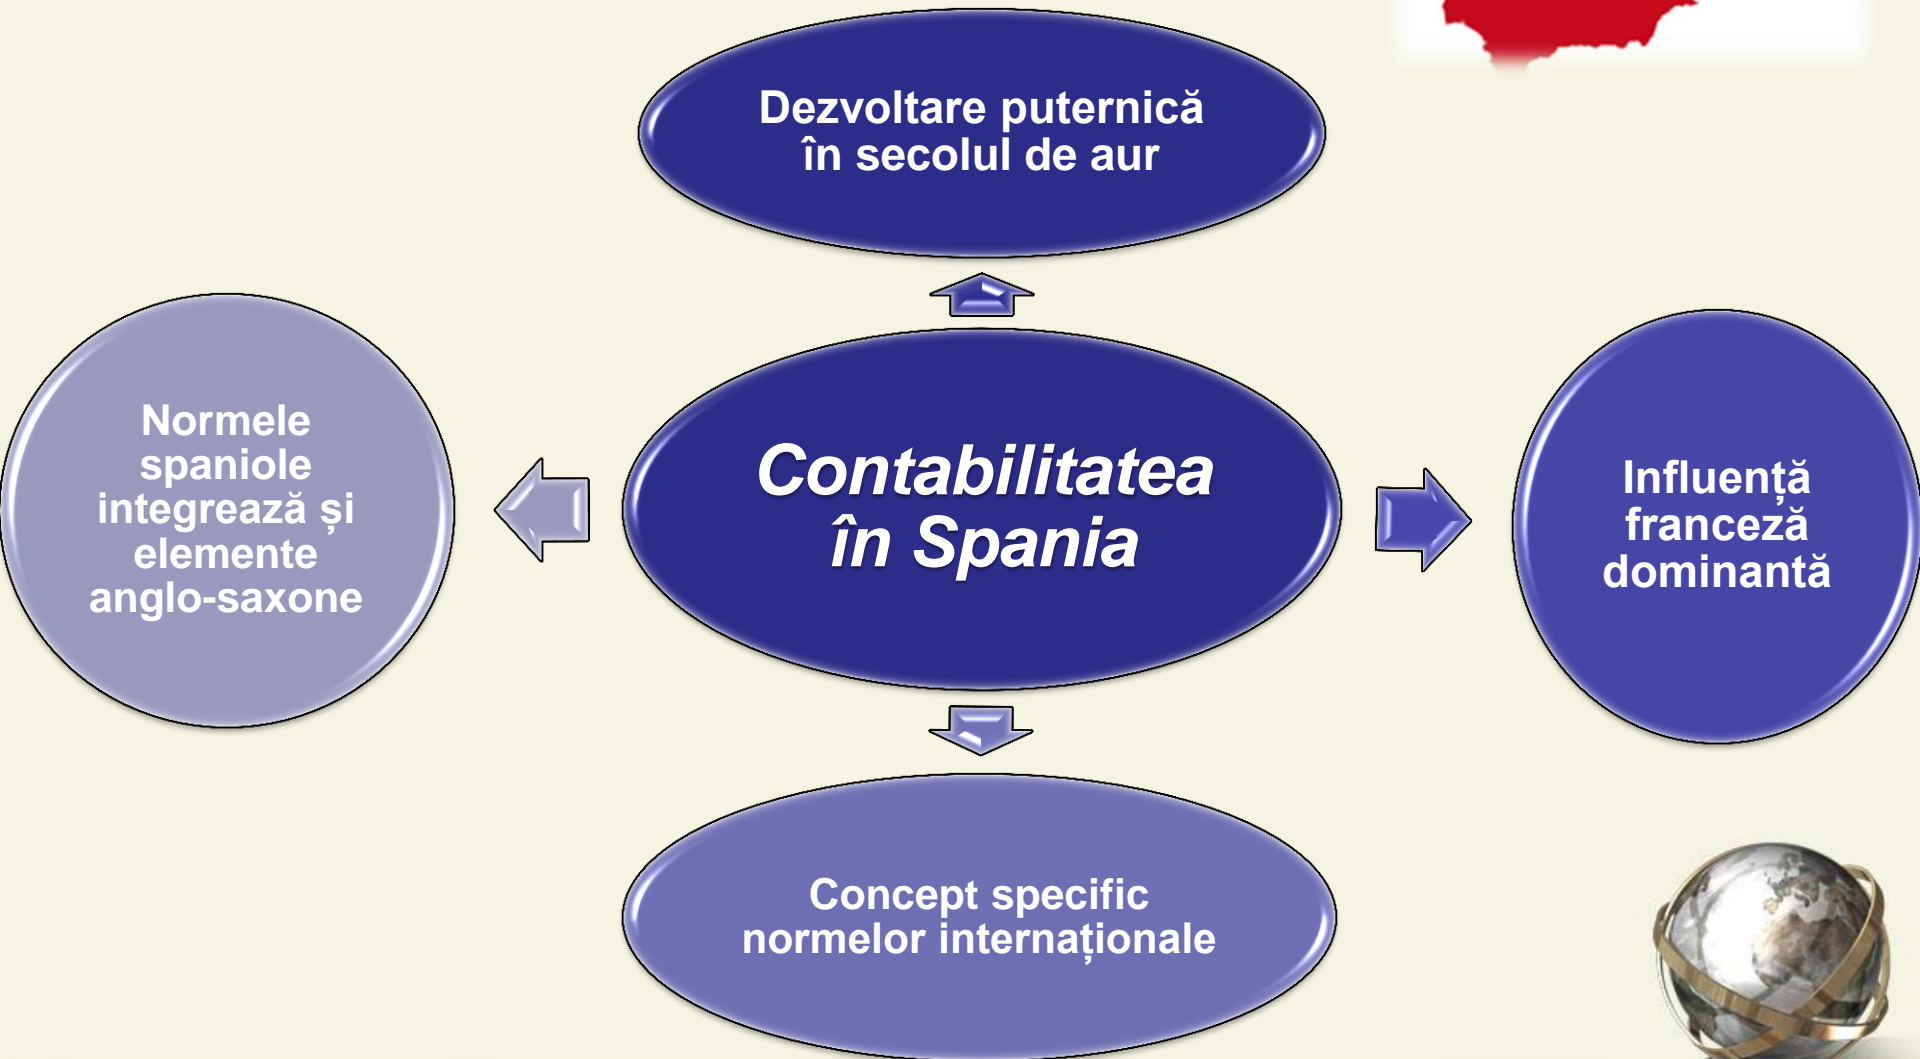 Dezvoltare puternică
în secolul de aur
Normele
spaniole
integrează și
elemente
anglo-saxone
Contabilitatea
în Spania
Influență
franceză
dominantă
Concept specific
normelor internaționale